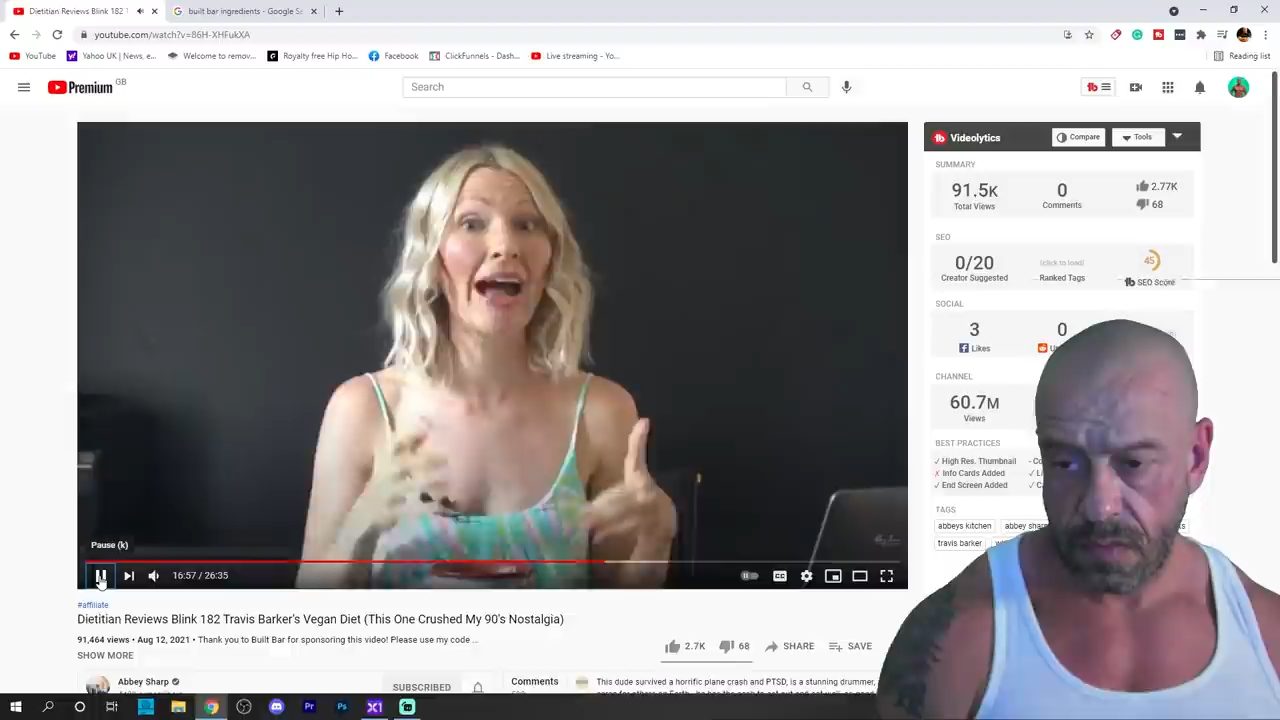 Dietitian Reviews Blink 182
built bar ingredients - Google Se
youtube.com/watch?v=86H-XHFukXA
YouTube
Yahoo UK | News, e...
Welcome to remov...
Royalty free Hip Ho...
Facebook
ClickFunnels - Dash...
Live streaming - Yo...
Reading list
Premium GB
Search
Videolytics
Compare
Tools
SUMMARY
91.5K
0
2.77K
Total Views
Comments
68
SEO
0/20
(click to load)
45
Creator Suggested
Ranked Tags
SEO Score
SOCIAL
3
0
Likes
CHANNEL
60.7M
Views
BEST PRACTICES
✓ High Res. Thumbnail
✗ Info Cards Added
✓ End Screen Added
TAGS
abbeys kitchen
travis barker
Pause (k)
16:57 / 26:35
#affiliate
Dietitian Reviews Blink 182 Travis Barker's Vegan Diet (This One Crushed My 90's Nostalgia)
91,464 views • Aug 12, 2021 • Thank you to Built Bar for sponsoring this video! Please use my code ...
SHOW MORE
2.7K
68
SHARE
SAVE
Abbey Sharp
SUBSCRIBED
Comments
This dude survived a horrific plane crash and PTSD, is a stunning drummer,